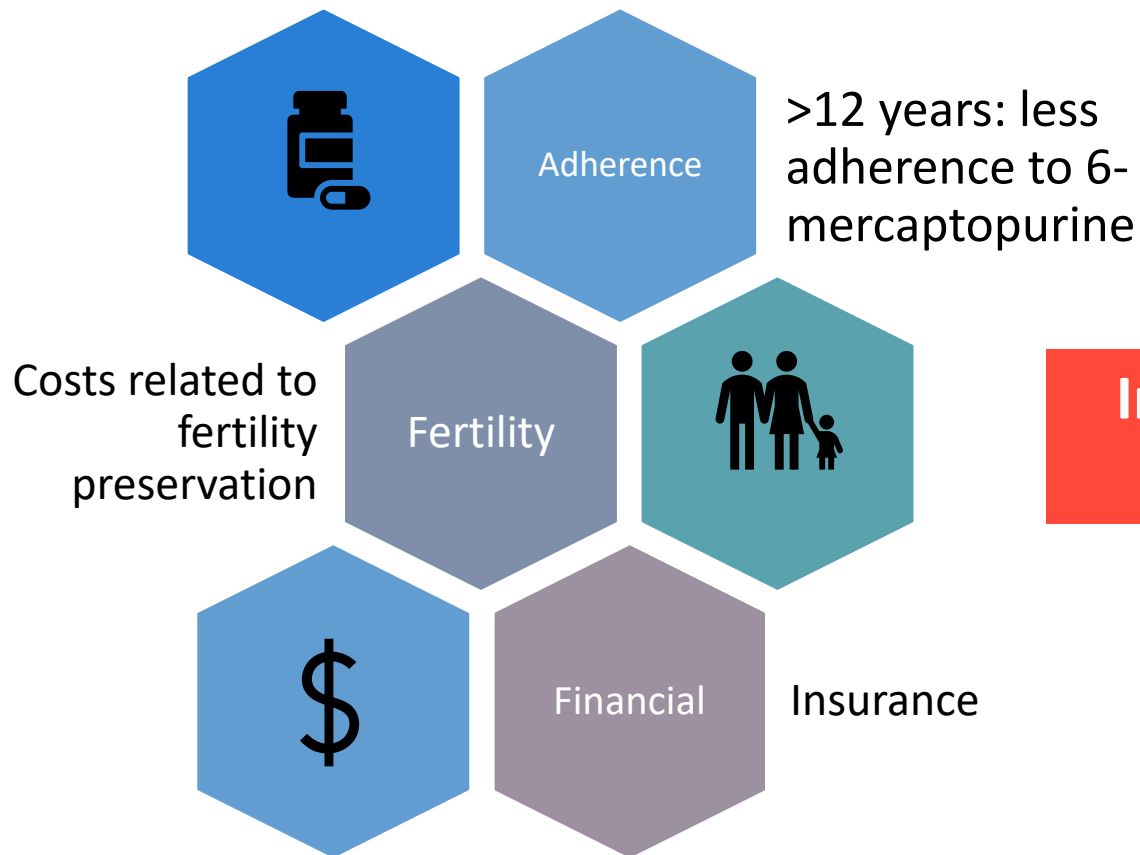 Adherence
>12 years: less
adherence to 6-
mercaptopurine
Costs related to
fertility
preservation
Fertility
$
Financial
Insurance